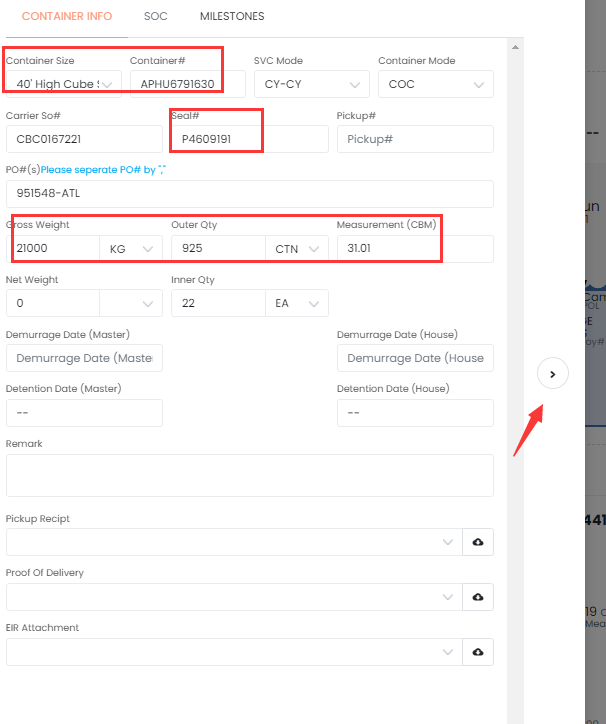 CONTAINER INFO SOC MILESTONES
Container Size Container# SVC Mode Container Mode
40' High Cube APHU6791630 CY-CY COC
Carrier So# Seal# Pickup#
CBC0167221 P4609191 Pickup#
PO#(s)Please seperate PO# by ","
951548-ATL
Gross Weight Outer Qty Measurement (CBM)
21000 KG 925 CTN 31.01
Net Weight Inner Qty
0 22 EA
Demurrage Date (Master) Demurrage Date (House)
Demurrage Date (Maste Demurrage Date (House
Detention Date (Master) Detention Date (House)
-- --
Remark
Pickup Recipt
Proof Of Delivery
EIR Attachment
--
un
1
Cam
POL
E
oy#
441
19
Mea